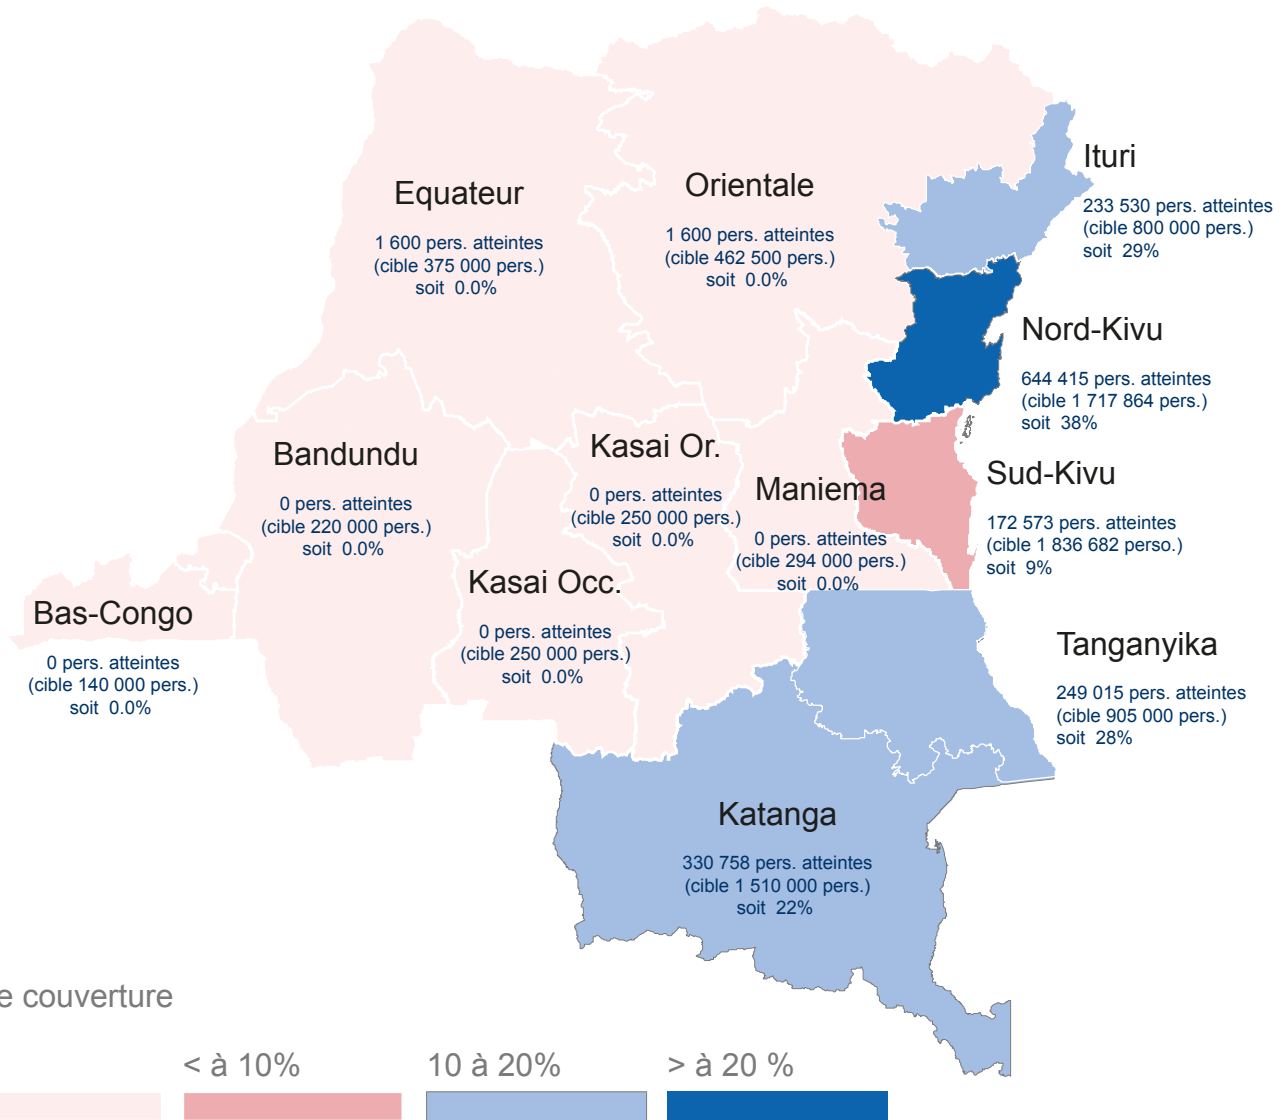 Equateur
1 600 pers. atteintes
(cible 375 000 pers.)
soit 0.0%
Orientale
1 600 pers. atteintes
(cible 462 500 pers.)
soit 0.0%
Ituri
233 530 pers. atteintes
(cible 800 000 pers.)
soit 29%
Nord-Kivu
644 415 pers. atteintes
(cible 1 717 864 pers.)
soit 38%
Bandundu
0 pers. atteintes
(cible 220 000 pers.)
soit 0.0%
Kasai Or.
0 pers. atteintes
(cible 250 000 pers.)
soit 0.0%
Maniema
0 pers. atteintes
(cible 294 000 pers.)
soit 0.0%
Sud-Kivu
172 573 pers. atteintes
(cible 1 836 682 perso.)
soit 9%
Kasai Occ.
0 pers. atteintes
(cible 250 000 pers.)
soit 0.0%
Bas-Congo
0 pers. atteintes
(cible 140 000 pers.)
soit 0.0%
Tanganyika
249 015 pers. atteintes
(cible 905 000 pers.)
soit 28%
Katanga
330 758 pers. atteintes
(cible 1 510 000 pers.)
soit 22%
e couverture
< à 10%
10 à 20%
> à 20 %